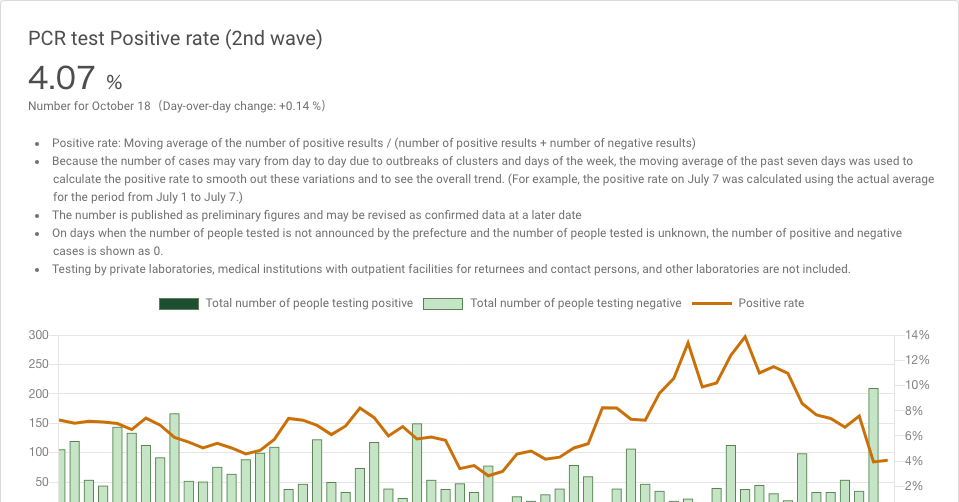 PCR test Positive rate (2nd wave)
4.07 %
Number for October 18 (Day-over-day change: +0.14 %)
• Positive rate: Moving average of the number of positive results / (number of positive results + number of negative results)
• Because the number of cases may vary from day to day due to outbreaks of clusters and days of the week, the moving average of the past seven days was used to
calculate the positive rate to smooth out these variations and to see the overall trend. (For example, the positive rate on July 7 was calculated using the actual average
for the period from July 1 to July 7.)
• The number is published as preliminary figures and may be revised as confirmed data at a later date
• On days when the number of people tested is not announced by the prefecture and the number of people tested is unknown, the number of positive and negative
cases is shown as 0.
• Testing by private laboratories, medical institutions with outpatient facilities for returnees and contact persons, and other laboratories are not included.
Total number of people testing positive Total number of people testing negative Positive rate
300 14%
250 12%
200 10%
150 8%
100 6%
50 4%
2%